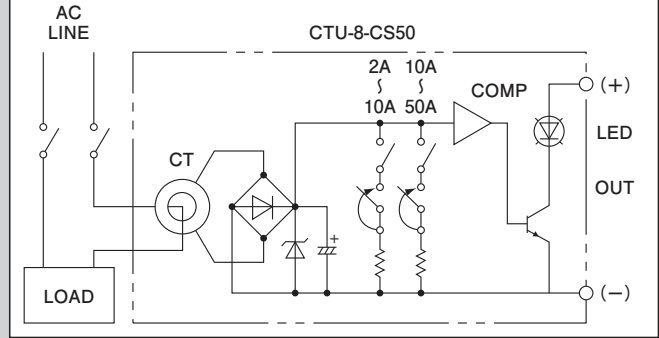 AC
LINE
CTU-8-CS50
2A 10A
∫ ∫
10A 50A
COMP
(+)
LED
CT
OUT
+
LOAD
(−)